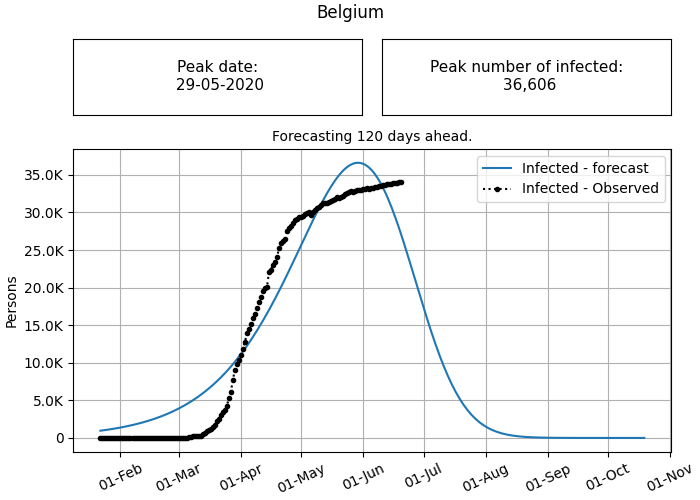 Belgium
Peak date:
29-05-2020
Peak number of infected:
36,606
Forecasting 120 days ahead.
Infected - forecast
Infected - Observed
Persons
35.0K
30.0K
25.0K
20.0K
15.0K
10.0K
5.0K
0
01-Feb
01-Mar
01-Apr
01-May
01-Jun
01-Jul
01-Aug
01-Sep
01-Oct
01-Nov